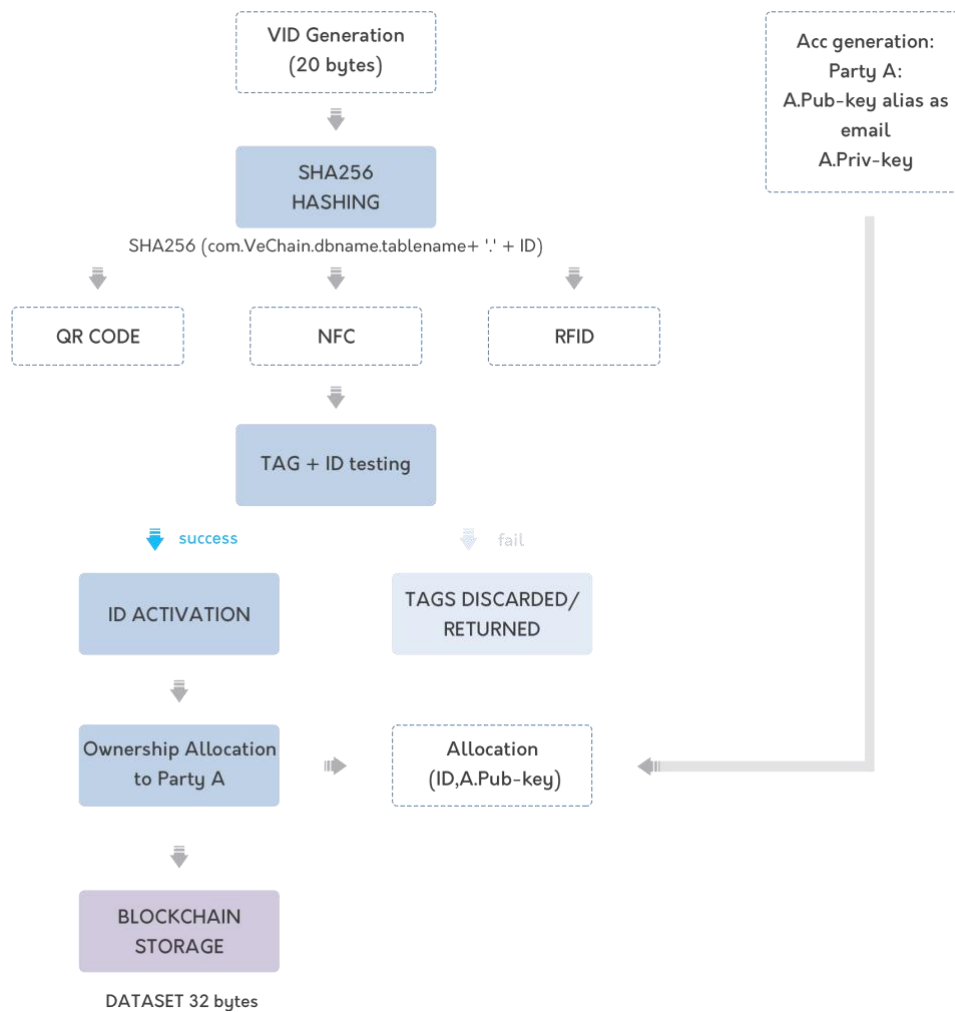 VID Generation
(20 bytes)
Acc generation:
Party A:
A.Pub-key alias as
email
A.Priv-key
SHA256
HASHING
SHA256 (com.VeChain.dbname.tablename+ '.' + ID)
QR CODE
NFC
RFID
TAG + ID testing
success
fail
ID ACTIVATION
TAGS DISCARDED/
RETURNED
Ownership Allocation
to Party A
Allocation
(ID,A.Pub-key)
BLOCKCHAIN
STORAGE
DATASET 32 bytes